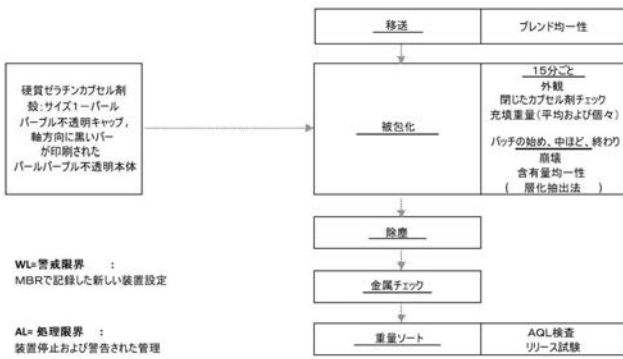 移送
ブレンド均一性
硬質ゼラチンカプセル剤
殻：サイズ1－パール
パープル不透明キャップ，
軸方向に黒いバー
が印刷された
パールパープル不透明本体
被包化
15分ごと
外観
閉じたカプセル剤チェック
充填重量（平均および個々）
バッチの始め、中ほど、終わり
崩壊
含有量均一性
（ 層化抽出法 ）
除塵
WL=警戒限界 ：
MBRで記録した新しい装置設定
金属チェック
AL= 処理限界 ：
装置停止および警告された管理
重量ソート
AQL検査
リリース試験